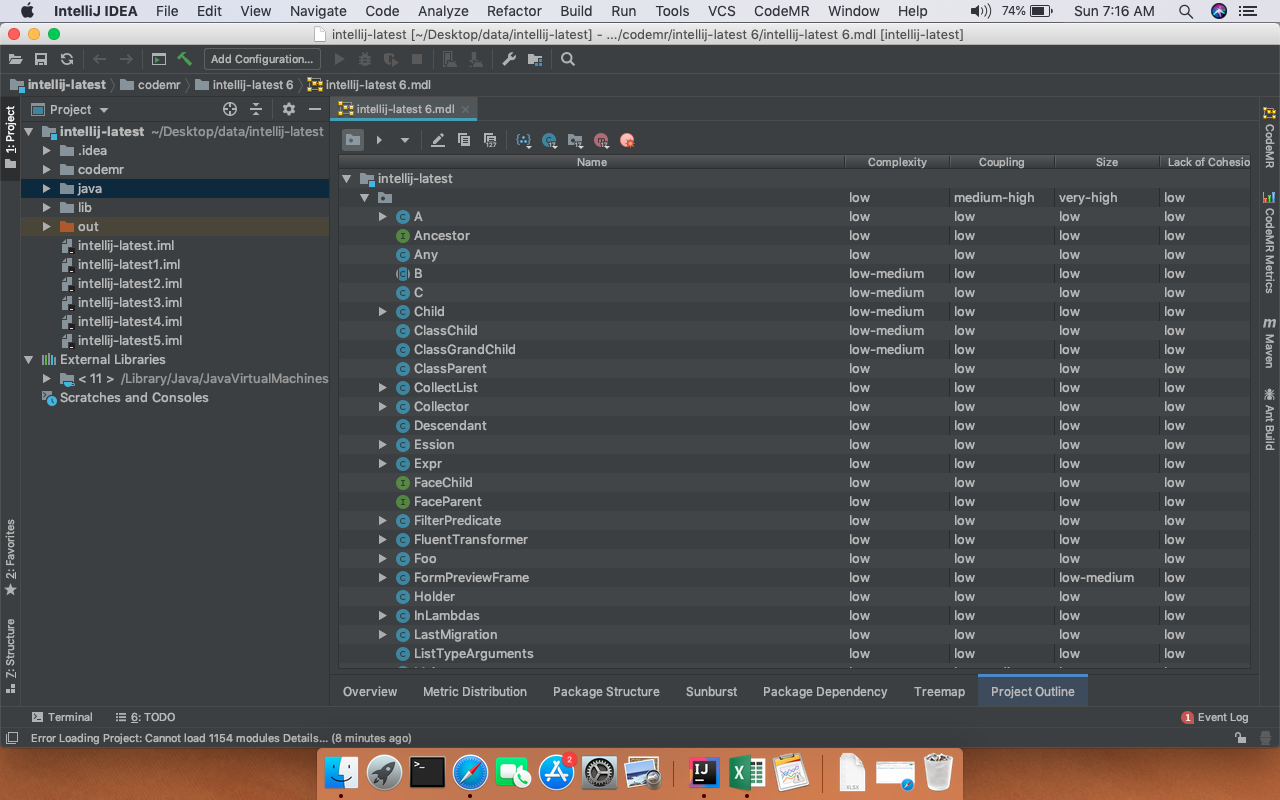 IntelliJ IDEA File Edit View Navigate Code Analyze Refactor Build Run Tools VCS CodeMR Window Help 74% Sun 7:16 AM
intellij-latest [~/Desktop/data/intellij-latest] - .../codemr/intellij-latest 6/intellij-latest 6.mdl [intellij-latest]
Add Configuration...
intellij-latest codemr intellij-latest 6 intellij-latest 6.mdl
1: Project
2: Favorites
7: Structure
Project
intellij-latest ~/Desktop/data/intellij-latest
.idea
codemr
java
lib
out
intellij-latest.iml
intellij-latest1.iml
intellij-latest2.iml
intellij-latest3.iml
intellij-latest4.iml
intellij-latest5.iml
External Libraries
< 11 > /Library/Java/JavaVirtualMachines
Scratches and Consoles
intellij-latest 6.mdl
Name Complexity Coupling Size Lack of Cohesio
intellij-latest
low medium-high very-high low
A low low low low
Ancestor low low low low
Any low low low low
B low-medium low low low
C low-medium low low low
Child low-medium low low low
ClassChild low-medium low low low
ClassGrandChild low-medium low low low
ClassParent low low low low
CollectList low low low low
Collector low low low low
Descendant low low low low
Ession low low low low
Expr low low low low
FaceChild low low low low
FaceParent low low low low
FilterPredicate low low low low
FluentTransformer low low low low
Foo low low low low
FormPreviewFrame low low low-medium low
Holder low low low low
InLambdas low low low low
LastMigration low low low low
ListTypeArguments low low low low
Overview Metric Distribution Package Structure Sunburst Package Dependency Treemap Project Outline
CodeMR
CodeMR Metrics
Maven
Ant Build
Terminal 6: TODO 1 Event Log
Error Loading Project: Cannot load 1154 modules Details... (8 minutes ago)
2
IJ
XLSX